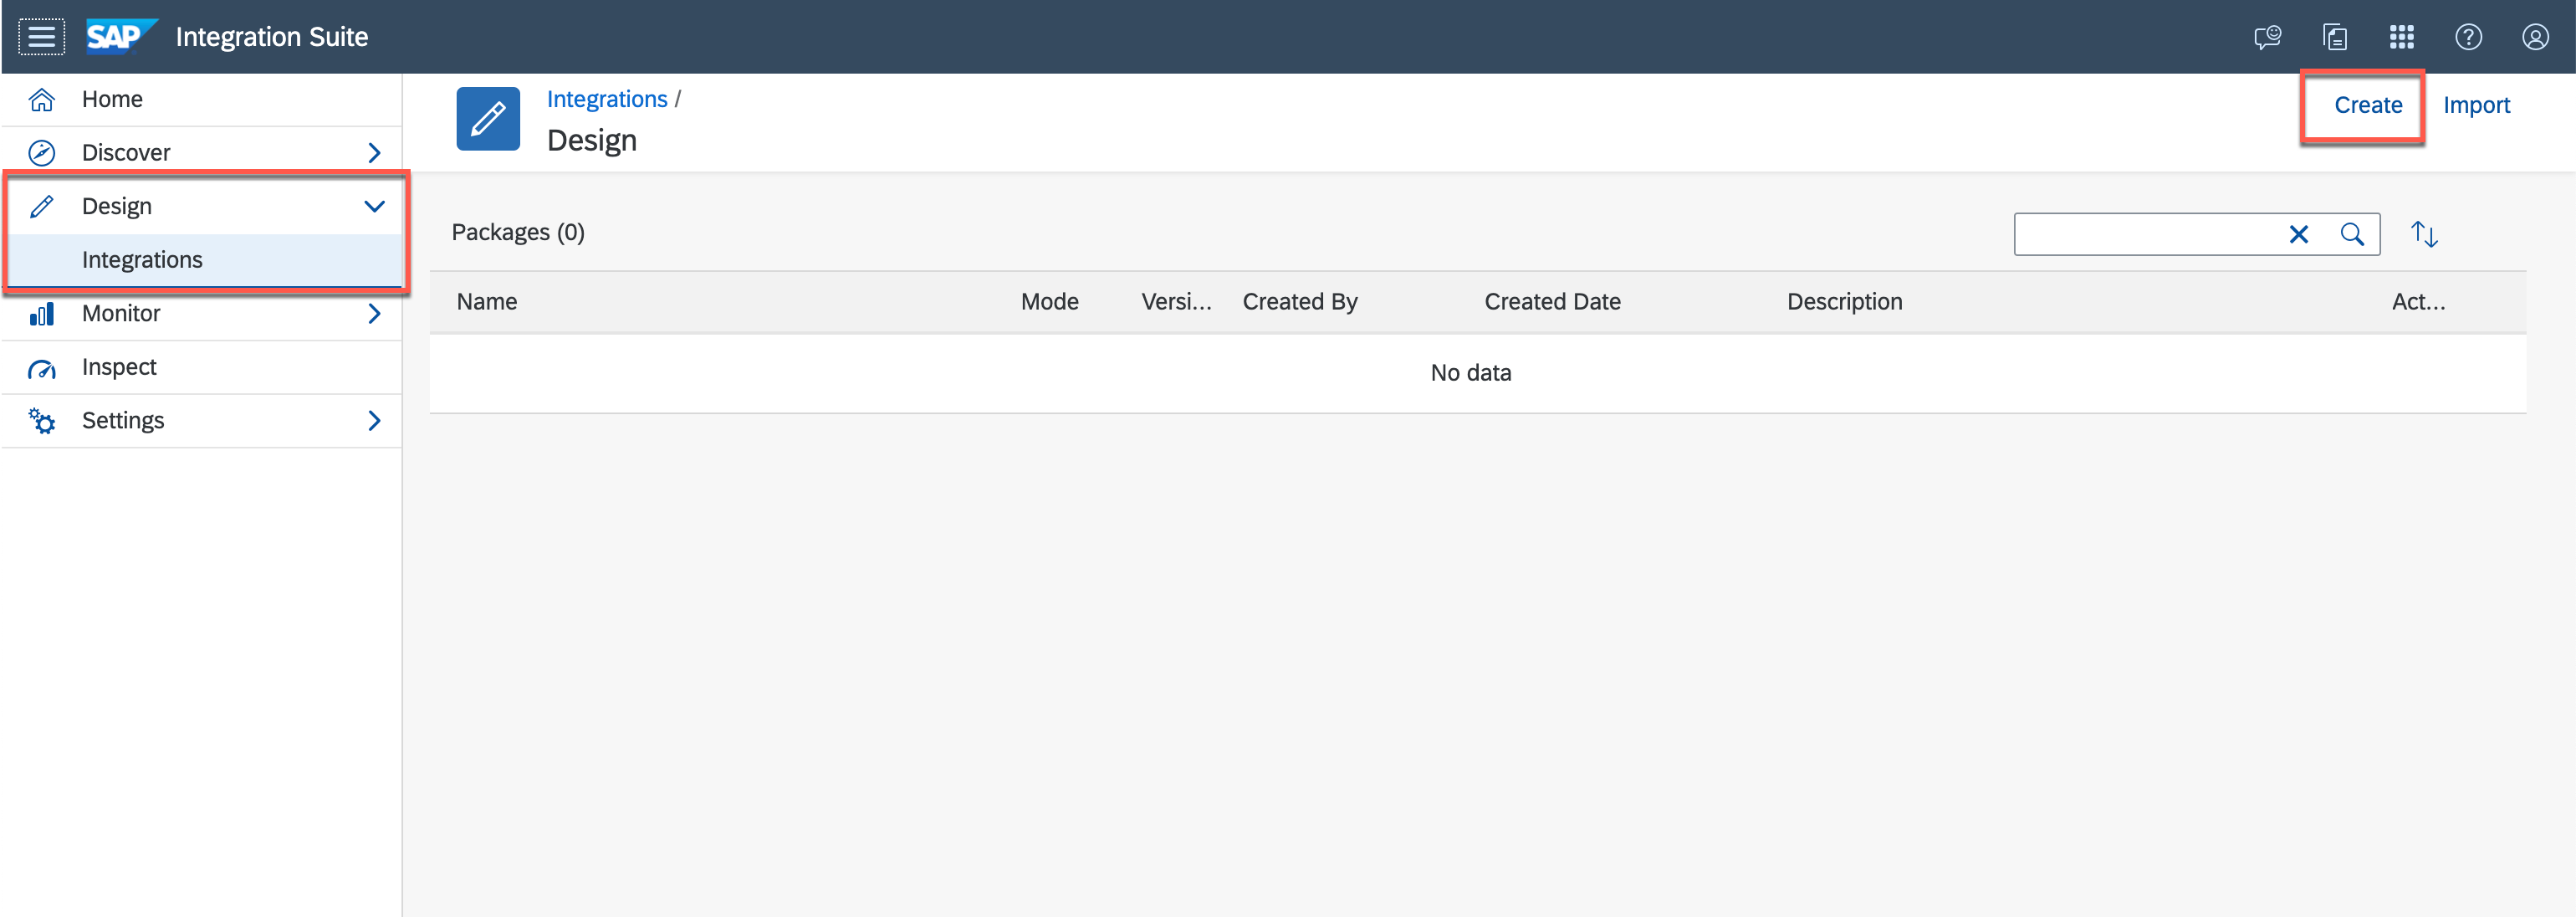 SAP Integration Suite
Home
Discover
Design
Integrations
Monitor
Inspect
Settings
Integrations /
Design
Create Import
Packages (0)
Name Mode Versi... Created By Created Date Description Act...
No data